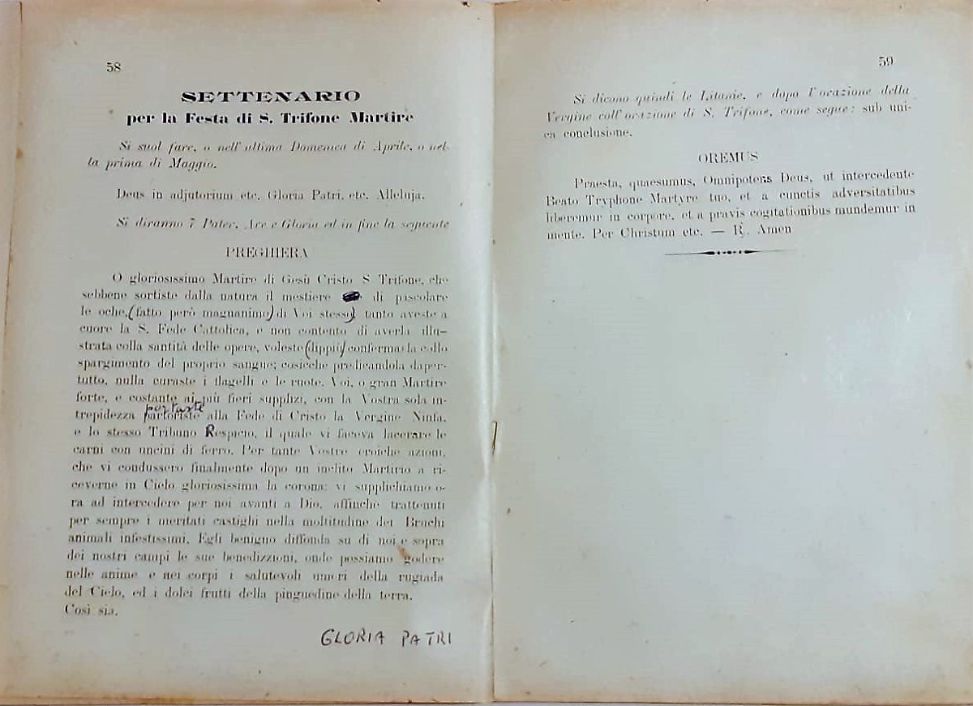 58
SETTENARIO
per la Festa di S. Trifone Martire
Si suol fare, o nell'ultima Domenica di Aprile, o nel-
la prima di Maggio.
Deus in adjutorium etc. Gloria Patri, etc. Alleluja.
Si diranno 7 Pater, Ave e Gloria ed in fine la seguente
PREGHIERA
O gloriosissimo Martire di Gesù Cristo S Trifone, che
sebbene sortiste dalla natura il mestiere di pascolare
le oche, (fatto però magnanimo) di Voi stesso) tanto aveste a
cuore la S. Fede Cattolica, e non contento di averla illu-
strata colla santità delle opere, voleste (dippiù) confermarla collo
spargimento del proprio sangue; cosicche predicandola daper-
tutto, nulla curaste i flagelli e le ruote. Voi, o gran Martire
forte, e costante ai più fieri supplizi, con la Vostra sola in-
portaste
trepidezza partoriste alla Fede di Cristo la Vergine Ninfa,
e lo stesso Tribuno Respicio, il quale vi faceva lacerare le
carni con uncini di ferro. Per tante Vostre eroiche azioni,
che vi condussero finalmente dopo un inclito Martirio a ri-
ceverne in Cielo gloriosissima la corona: vi supplichiamo o-
ra ad intercedere per noi avanti a Dio, affinche trattenuti
per sempre i meritati castighi nella moltitudine dei Bruchi
animali infestissimi, Egli benigno diffonda su di noi e sopra
dei nostri campi le sue benedizzioni, onde possiamo godere
nelle anime e nei corpi i salutevoli umori della rugiada
del Cielo, ed i dolci frutti della pinguedine della terra.
Così sia.
GLORIA PATRI
59
Si dicono quindi le Litanie, e dopo l'orazione della
Vergine coll'orazione di S. Trifone, come segue: sub uni-
ca conclusione.
OREMUS
Praesta, quaesumus, Omnipotens Deus, ut intercedente
Beato Tryphone Martyre tuo, et a cunctis adversitatibus
liberemur in corpore, et a pravis cogitationibus mundemur in
mente. Per Christum etc. — R. Amen